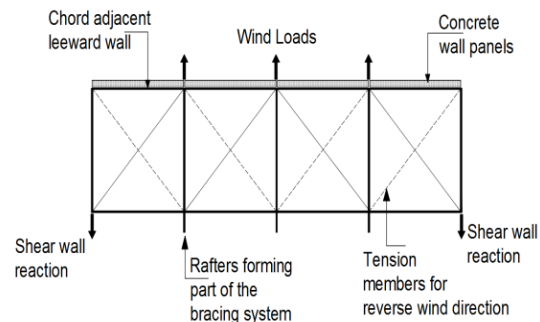 Chord adjacent
leeward wall
Wind Loads
Concrete
wall panels
Shear wall
reaction
Rafters forming
part of the
bracing system
Tension
members for
reverse wind direction
Shear wall
reaction